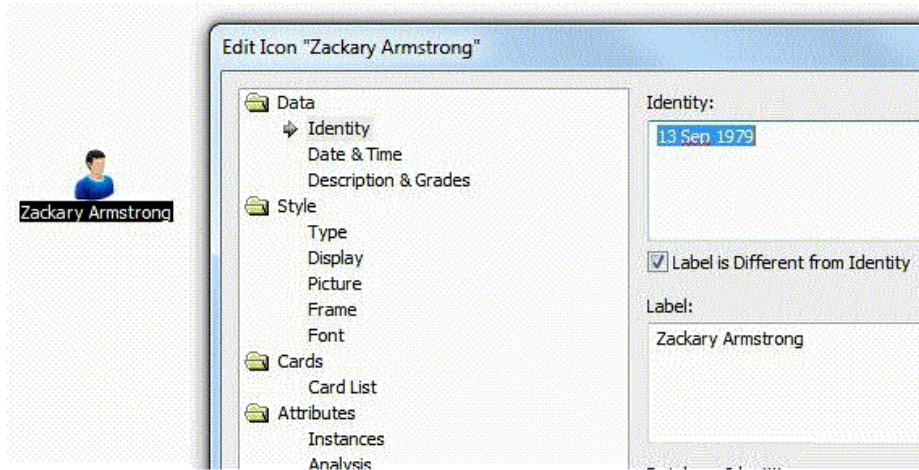 Edit Icon "Zackary Armstrong"
Data
Identity
Date & Time
Description & Grades
Style
Type
Display
Picture
Frame
Font
Cards
Card List
Attributes
Instances
Analysis
Identity:
13 Sep 1979
Label is Different from Identity
Label:
Zackary Armstrong
Zackary Armstrong